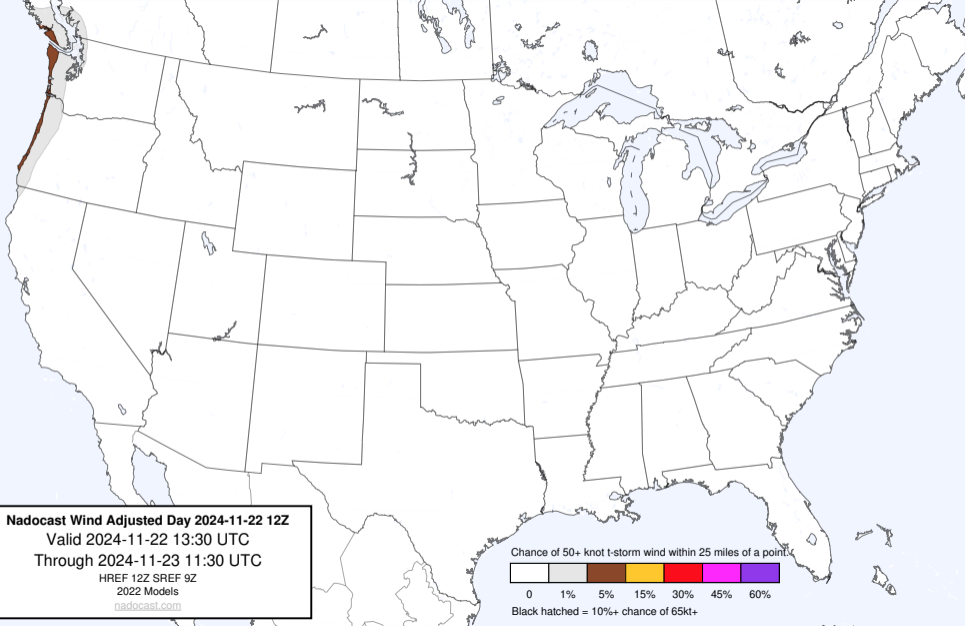 Nadocast Wind Adjusted Day 2024-11-22 12Z
Valid 2024-11-22 13:30 UTC
Through 2024-11-23 11:30 UTC
HREF 12Z SREF 9Z
2022 Models
nadocast.com
Chance of 50+ knot t-storm wind within 25 miles of a point.
0 1% 5% 15% 30% 45% 60%
Black hatched = 10%+ chance of 65kt+